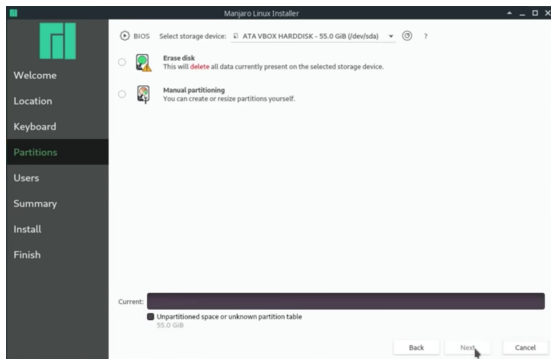 Manjaro Linux Installer
BIOS Select storage device: ATA VBOX HARDDISK - 55.0 GiB (/dev/sda) ?
Welcome
Location
Keyboard
Partitions
Users
Summary
Install
Finish
Erase disk
This will delete all data currently present on the selected storage device.
Manual partitioning
You can create or resize partitions yourself.
Current:
Unpartitioned space or unknown partition table
55.0 GiB
Back Next Cancel